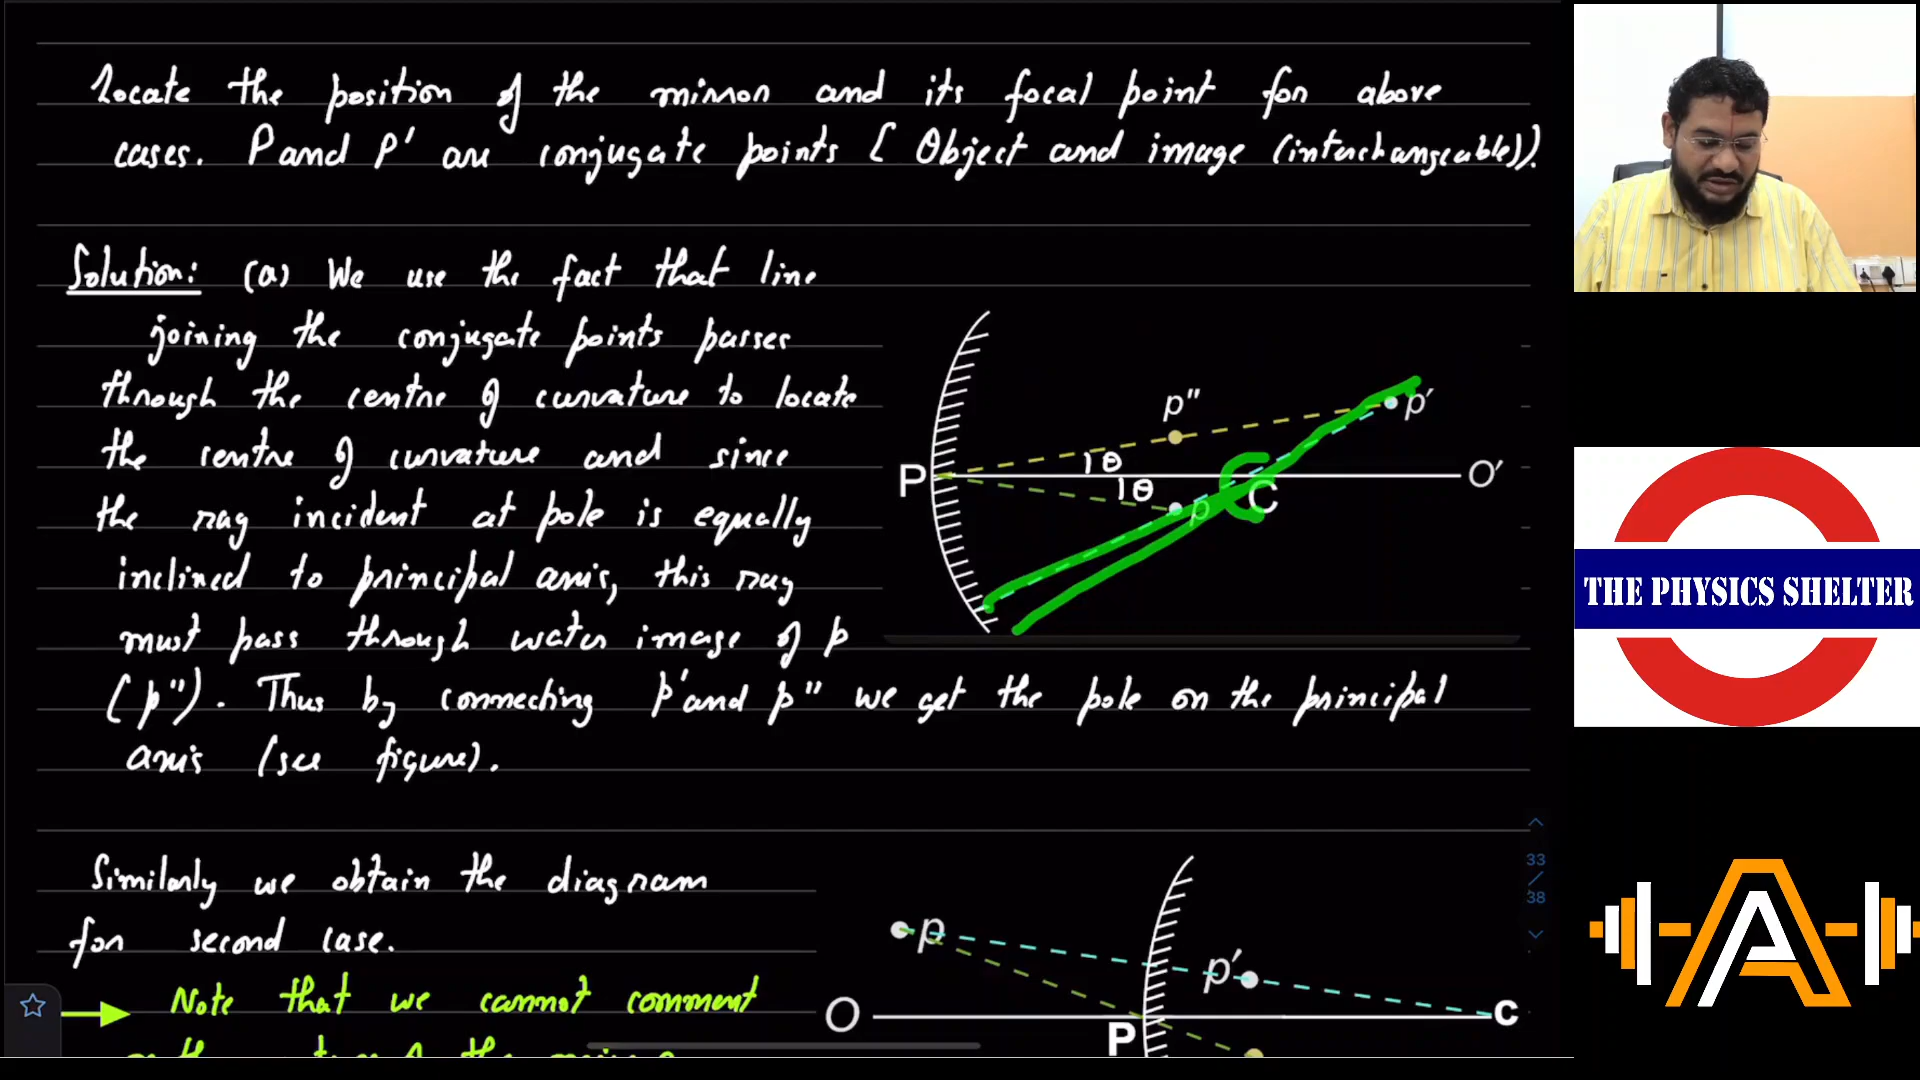 Locate the position of the mirror and its focal point for above
cases. P and P' are conjugate points [ Object and image (interchangeable)).
Solution: (a) We use the fact that line
joining the conjugate points passes
through the centre of curvature to locate
the centre of curvature and since
the ray incident at pole is equally
inclined to principal axis, this ray
must pass through water image of p
(p"). Thus by connecting p' and p" we get the pole on the principal
axis (see figure).
p"
p'
θ
P
O'
θ
p
C
Similarly we obtain the diagram
for second case.
Note that we cannot comment
p
p'
O
P
C
33
/
38
THE PHYSICS SHELTER
A